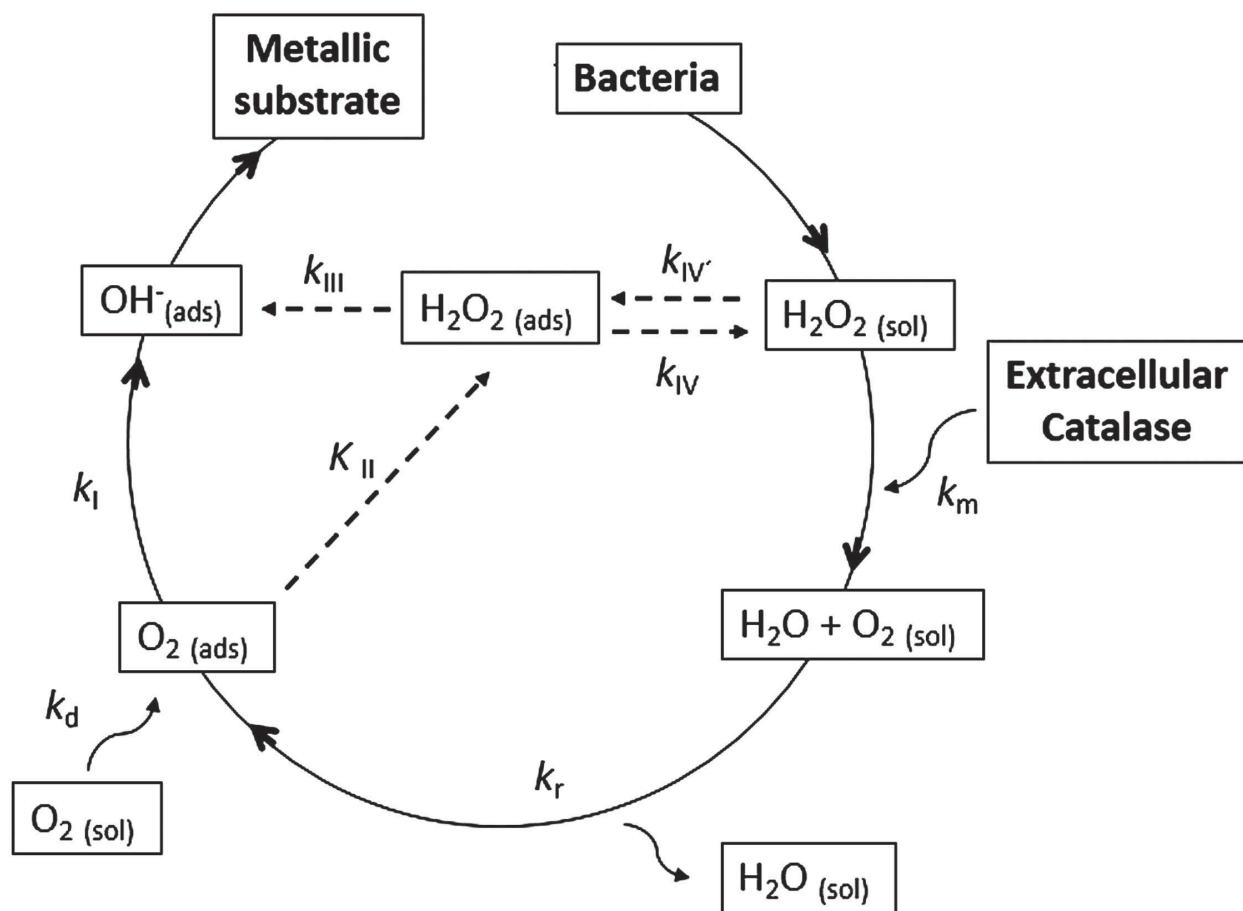 Metallic
substrate
Bacteria
k_III
k_IV´
OH⁻(ads)
H₂O₂ (ads)
H₂O₂ (sol)
k_IV
Extracellular
Catalase
K_II
k_I
k_m
O₂ (ads)
H₂O + O₂ (sol)
k_d
k_r
O₂ (sol)
H₂O (sol)